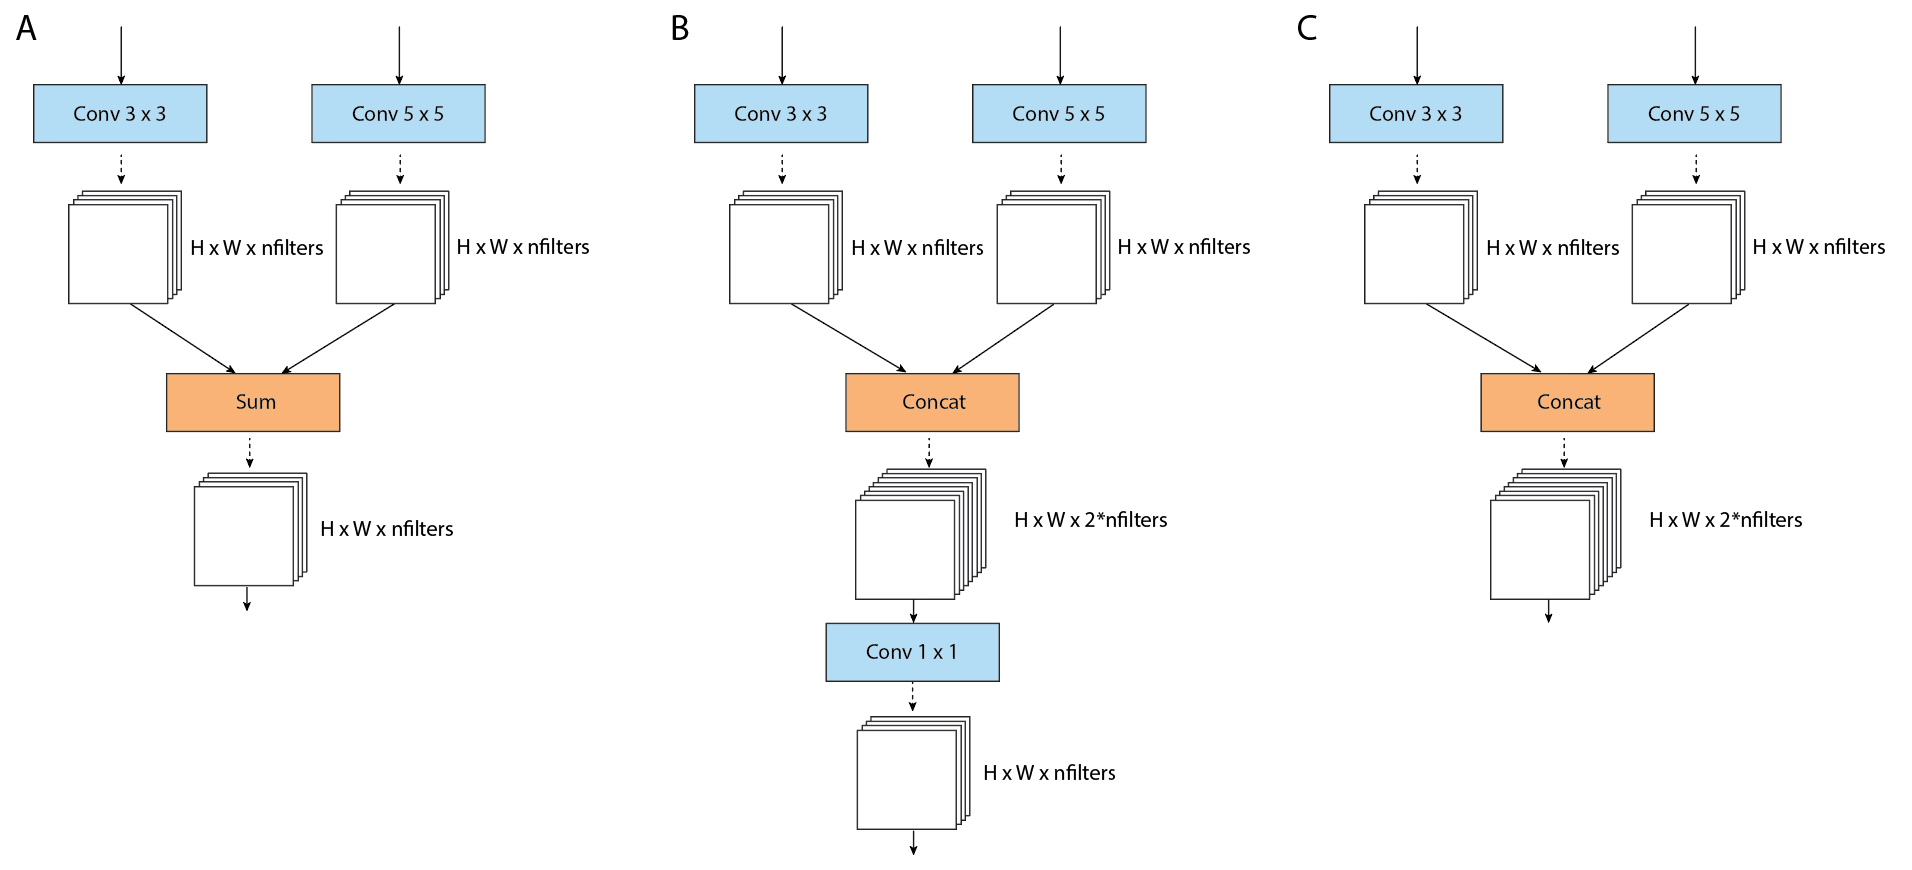 A
Conv 3 x 3
Conv 5 x 5
H x W x nfilters
H x W x nfilters
Sum
H x W x nfilters
B
Conv 3 x 3
Conv 5 x 5
H x W x nfilters
H x W x nfilters
Concat
H x W x 2*nfilters
Conv 1 x 1
H x W x nfilters
C
Conv 3 x 3
Conv 5 x 5
H x W x nfilters
H x W x nfilters
Concat
H x W x 2*nfilters